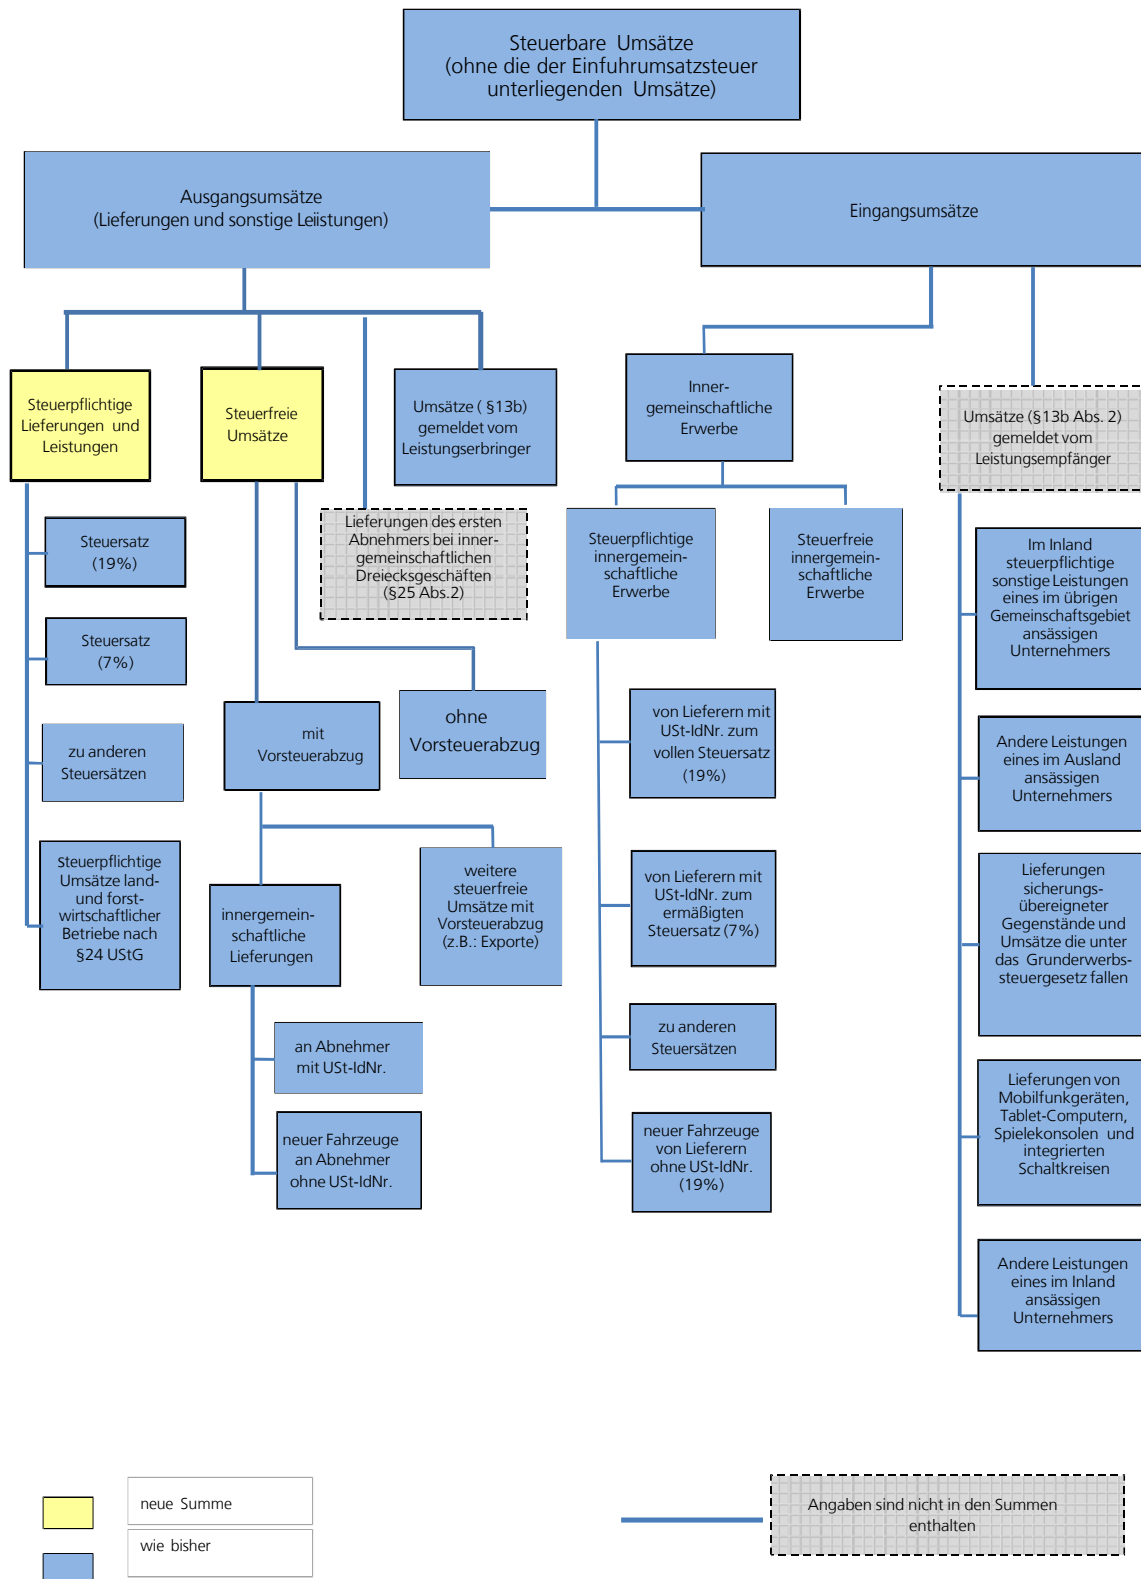 Steuerbare Umsätze
(ohne die der Einfuhrumsatzsteuer
unterliegenden Umsätze)
Ausgangsumsätze
(Lieferungen und sonstige Leiistungen)
Eingangsumsätze
Steuerpflichtige
Lieferungen und
Leistungen
Steuerfreie
Umsätze
Umsätze ( §13b)
gemeldet vom
Leistungserbringer
Inner-
gemeinschaftliche
Erwerbe
Umsätze (§13b Abs. 2)
gemeldet vom
Leistungsempfänger
Steuersatz
(19%)
Steuersatz
(7%)
zu anderen
Steuersätzen
Steuerpflichtige
Umsätze land-
und forst-
wirtschaftlicher
Betriebe nach
§24 UStG
Lieferungen des ersten
Abnehmers bei inner-
gemeinschaftlichen
Dreiecksgeschäften
(§25 Abs.2)
mit
Vorsteuerabzug
ohne
Vorsteuerabzug
innergemein-
schaftliche
Lieferungen
weitere
steuerfreie
Umsätze mit
Vorsteuerabzug
(z.B.: Exporte)
an Abnehmer
mit USt-IdNr.
neuer Fahrzeuge
an Abnehmer
ohne USt-IdNr.
Steuerpflichtige
innergemein-
schaftliche
Erwerbe
Steuerfreie
innergemein-
schaftliche
Erwerbe
von Lieferern mit
USt-IdNr. zum
vollen Steuersatz
(19%)
von Lieferern mit
USt-IdNr. zum
ermäßigten
Steuersatz (7%)
zu anderen
Steuersätzen
neuer Fahrzeuge
von Lieferern
ohne USt-IdNr.
(19%)
Im Inland
steuerpflichtige
sonstige Leistungen
eines im übrigen
Gemeinschaftsgebiet
ansässigen
Unternehmers
Andere Leistungen
eines im Ausland
ansässigen
Unternehmers
Lieferungen
sicherungs-
übereigneter
Gegenstände und
Umsätze die unter
das Grunderwerbs-
steuergesetz fallen
Lieferungen von
Mobilfunkgeräten,
Tablet-Computern,
Spielekonsolen und
integrierten
Schaltkreisen
Andere Leistungen
eines im Inland
ansässigen
Unternehmers
neue Summe
wie bisher
Angaben sind nicht in den Summen
enthalten